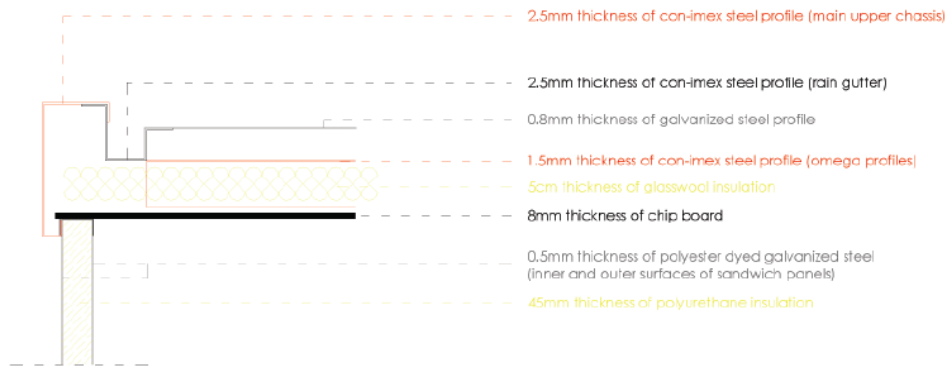 2.5mm thickness of con-imex steel profile (main upper chassis)
2.5mm thickness of con-imex steel profile (rain gutter)
0.8mm thickness of galvanized steel profile
1.5mm thickness of con-imex steel profile (omega profiles)
5cm thickness of glasswool insulation
8mm thickness of chip board
0.5mm thickness of polyester dyed galvanized steel
(inner and outer surfaces of sandwich panels)
45mm thickness of polyurethane insulation